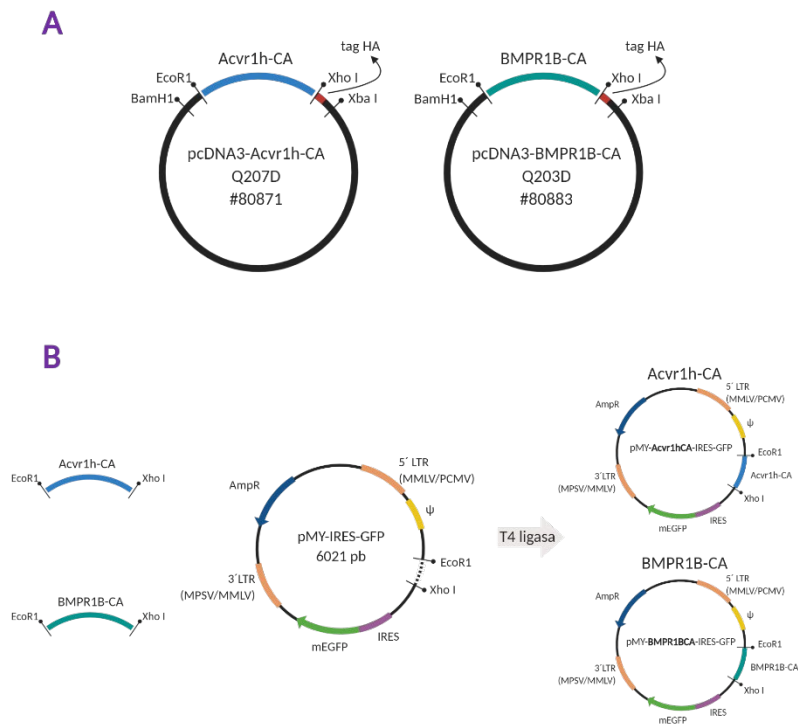 A
Acvr1h-CA
tag HA
EcoR1
Xho I
BamH1
Xba I
pcDNA3-Acvr1h-CA
Q207D
#80871
BMPR1B-CA
tag HA
EcoR1
Xho I
BamH1
Xba I
pcDNA3-BMPR1B-CA
Q203D
#80883
B
Acvr1h-CA
EcoR1
Xho I
BMPR1B-CA
EcoR1
Xho I
AmpR
5´ LTR
(MMLV/PCMV)
ψ
pMY-IRES-GFP
6021 pb
EcoR1
Xho I
3´LTR
(MPSV/MMLV)
mEGFP
IRES
T4 ligasa
Acvr1h-CA
AmpR
5´ LTR
(MMLV/PCMV)
ψ
pMY-Acvr1hCA-IRES-GFP
EcoR1
Acvr1h-CA
Xho I
3´LTR
(MPSV/MMLV)
mEGFP
IRES
BMPR1B-CA
AmpR
5´ LTR
(MMLV/PCMV)
ψ
pMY-BMPR1BCA-IRES-GFP
EcoR1
BMPR1B-CA
Xho I
3´LTR
(MPSV/MMLV)
mEGFP
IRES